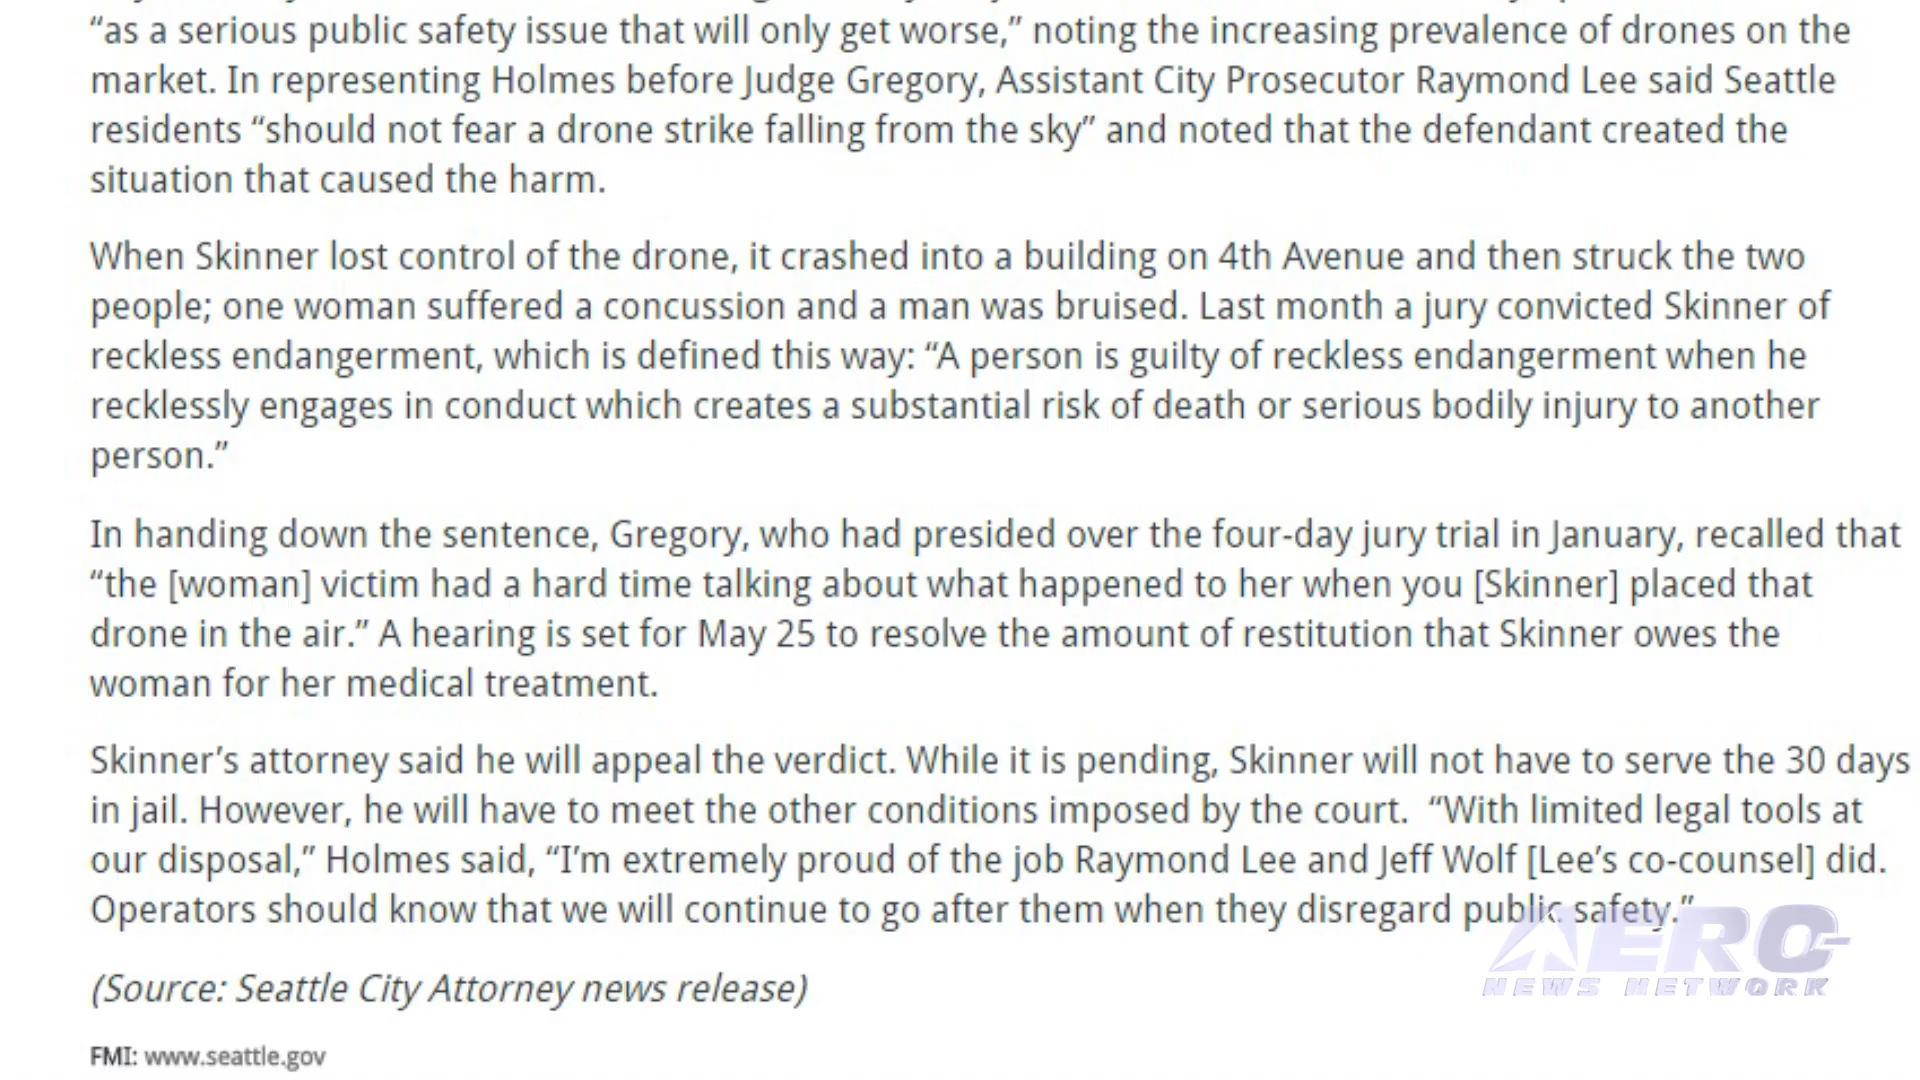 “as a serious public safety issue that will only get worse,” noting the increasing prevalence of drones on the
market. In representing Holmes before Judge Gregory, Assistant City Prosecutor Raymond Lee said Seattle
residents “should not fear a drone strike falling from the sky” and noted that the defendant created the
situation that caused the harm.
When Skinner lost control of the drone, it crashed into a building on 4th Avenue and then struck the two
people; one woman suffered a concussion and a man was bruised. Last month a jury convicted Skinner of
reckless endangerment, which is defined this way: “A person is guilty of reckless endangerment when he
recklessly engages in conduct which creates a substantial risk of death or serious bodily injury to another
person.”
In handing down the sentence, Gregory, who had presided over the four-day jury trial in January, recalled that
“the [woman] victim had a hard time talking about what happened to her when you [Skinner] placed that
drone in the air.” A hearing is set for May 25 to resolve the amount of restitution that Skinner owes the
woman for her medical treatment.
Skinner’s attorney said he will appeal the verdict. While it is pending, Skinner will not have to serve the 30 days
in jail. However, he will have to meet the other conditions imposed by the court.  “With limited legal tools at
our disposal,” Holmes said, “I’m extremely proud of the job Raymond Lee and Jeff Wolf [Lee’s co-counsel] did.
Operators should know that we will continue to go after them when they disregard public safety.”
AERO-
NEWS NETWORK
(Source: Seattle City Attorney news release)
FMI: www.seattle.gov